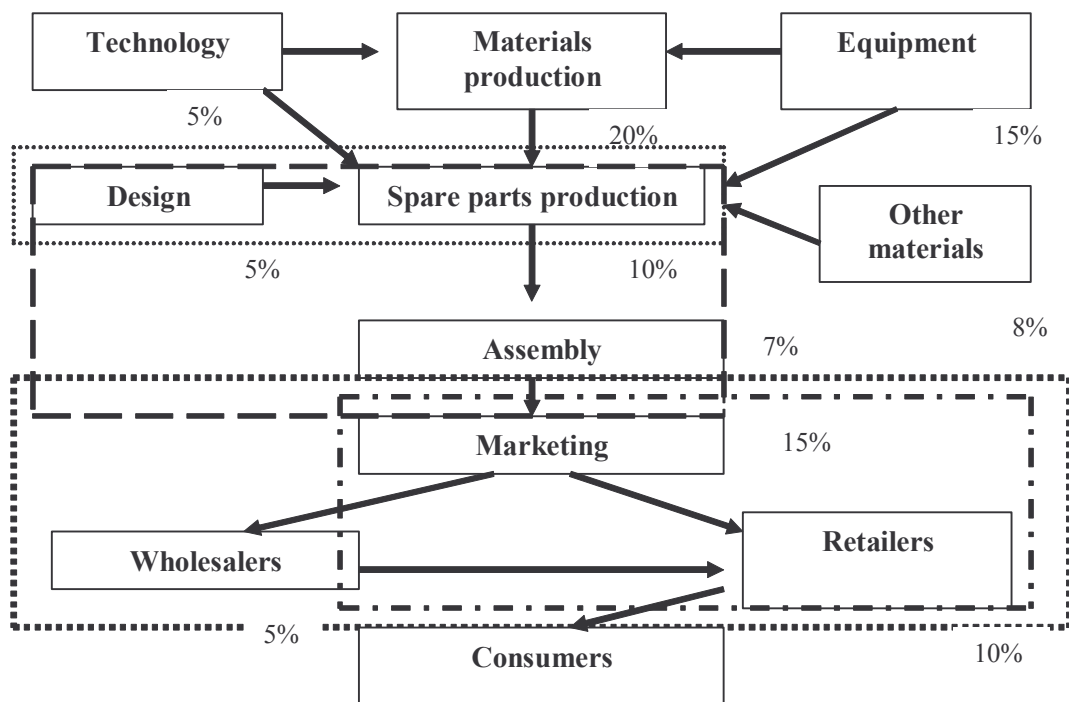 Technology
Materials
production
Equipment
5%
20%
15%
Design
Spare parts production
Other
materials
5%
10%
8%
Assembly
7%
Marketing
15%
Wholesalers
Retailers
5%
10%
Consumers